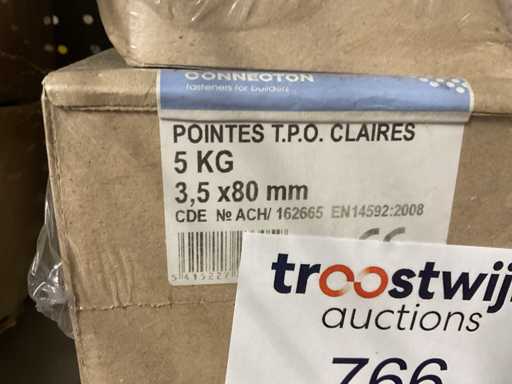 CONNECTON
fasteners for builders
POINTES T.P.O. CLAIRES
5 KG
3,5 x80 mm
CDE № ACH/ 162665 EN14592:2008
CE
troostwijk
auctions
766